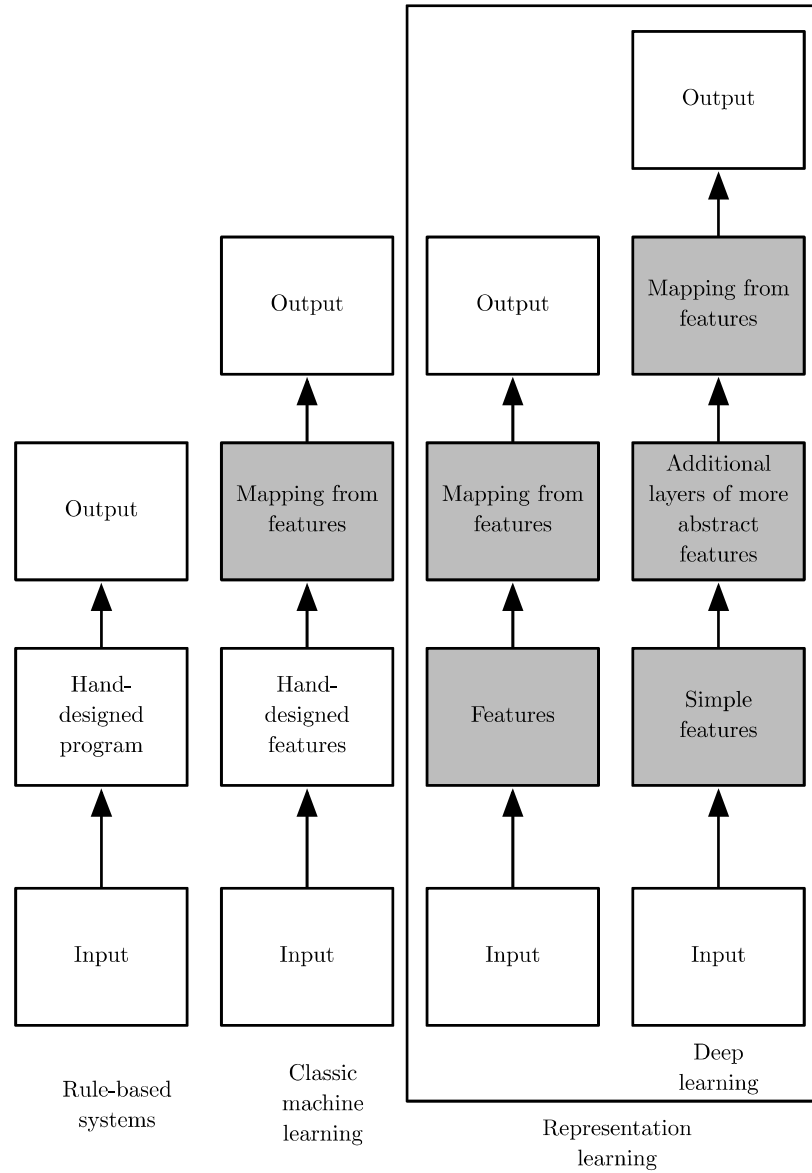 Output
Output
Output
Mapping from
features
Output
Mapping from
features
Mapping from
features
Additional
layers of more
abstract
features
Hand-
designed
program
Hand-
designed
features
Features
Simple
features
Input
Input
Input
Input
Rule-based
systems
Classic
machine
learning
Representation
learning
Deep
learning